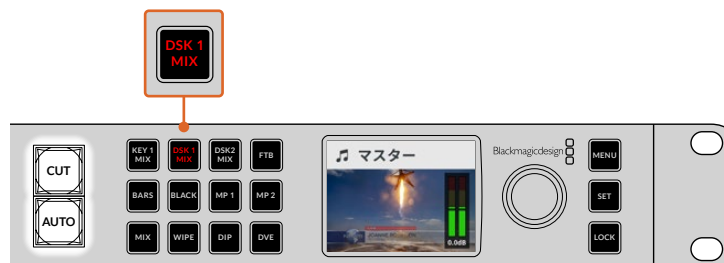 DSK 1
MIX
CUT
AUTO
KEY 1
MIX
DSK 1
MIX
DSK2
MIX
FTB
BARS
BLACK
MP 1
MP 2
MIX
WIPE
DIP
DVE
マスター
0.0dB
Blackmagicdesign
MENU
SET
LOCK